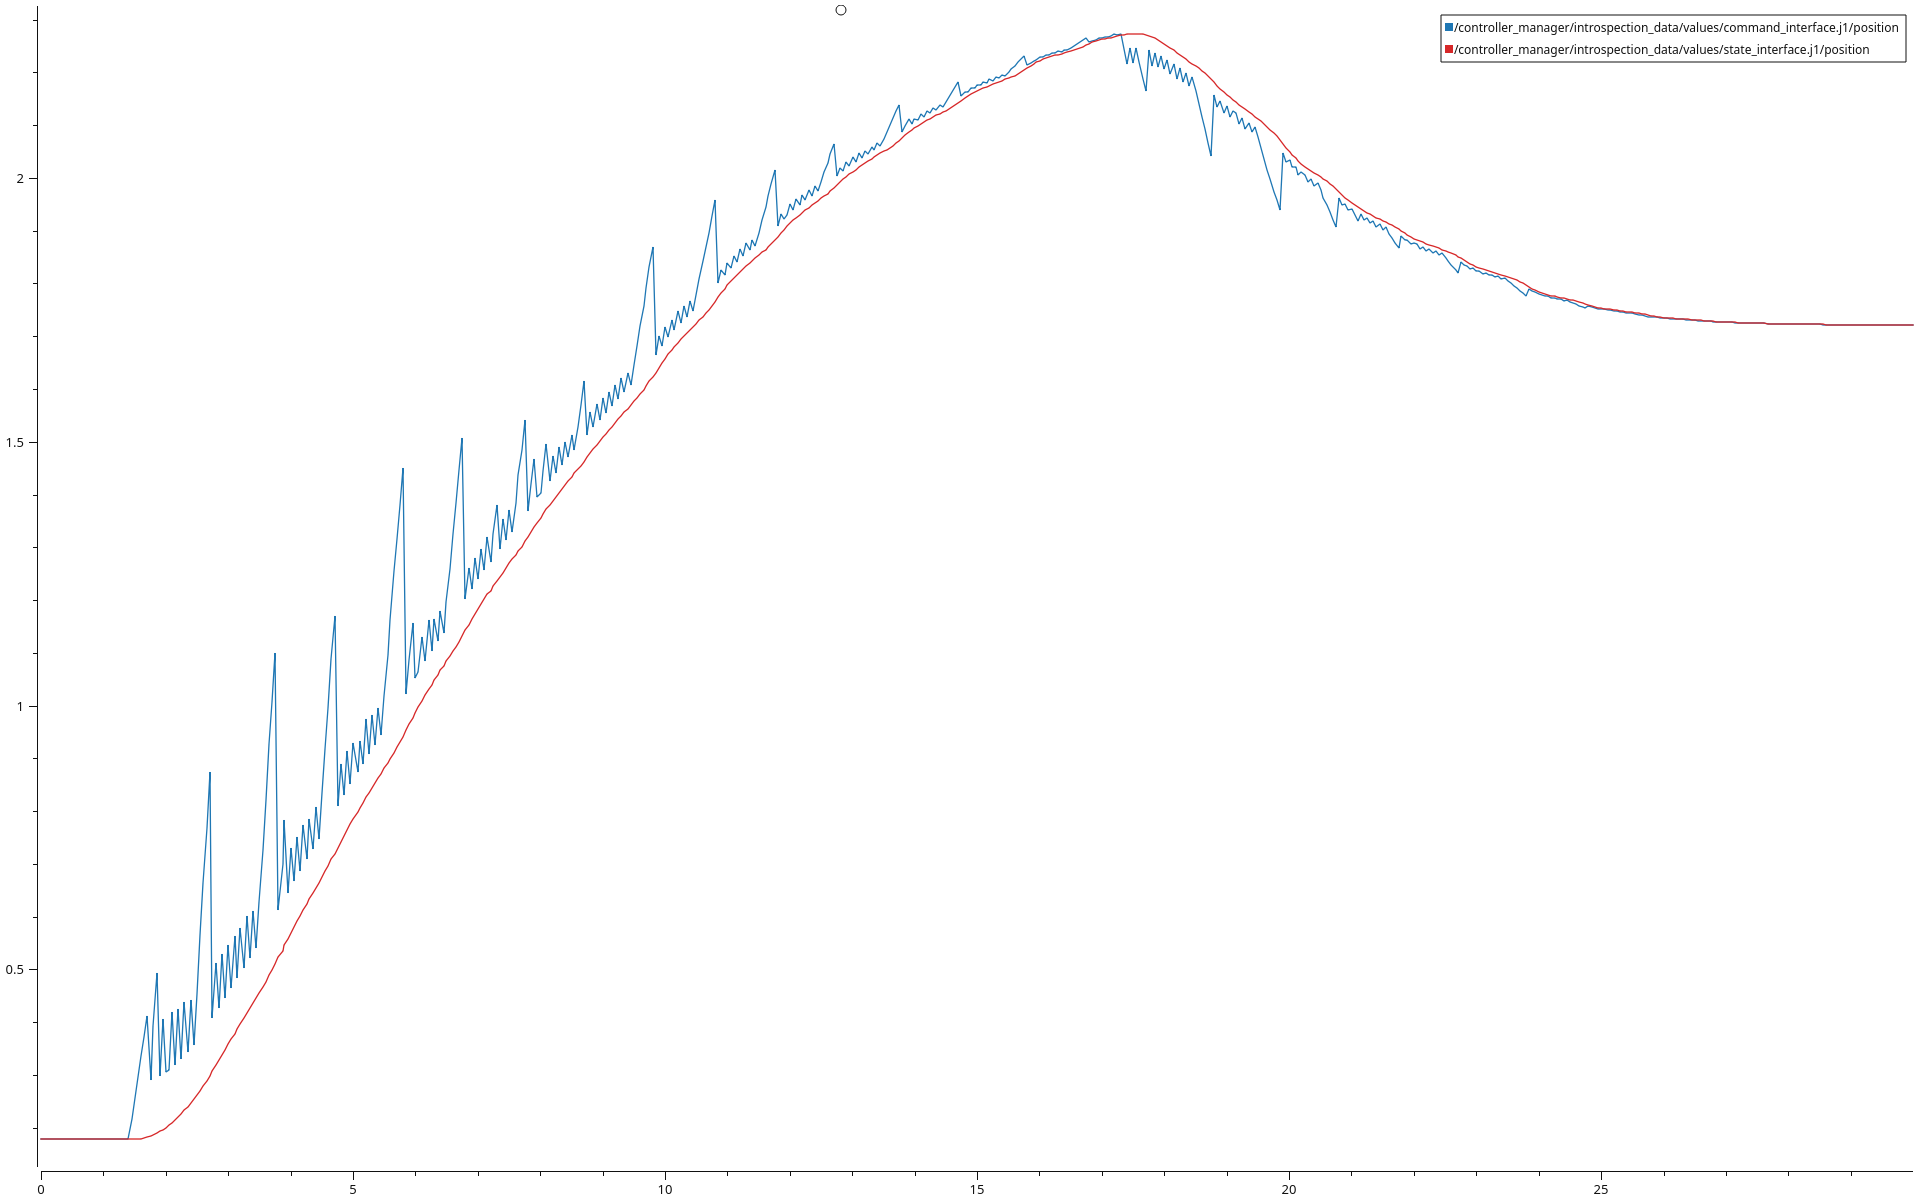 /controller_manager/introspection_data/values/command_interface.j1/position
/controller_manager/introspection_data/values/state_interface.j1/position
2
1.5
1
0.5
0 5 10 15 20 25